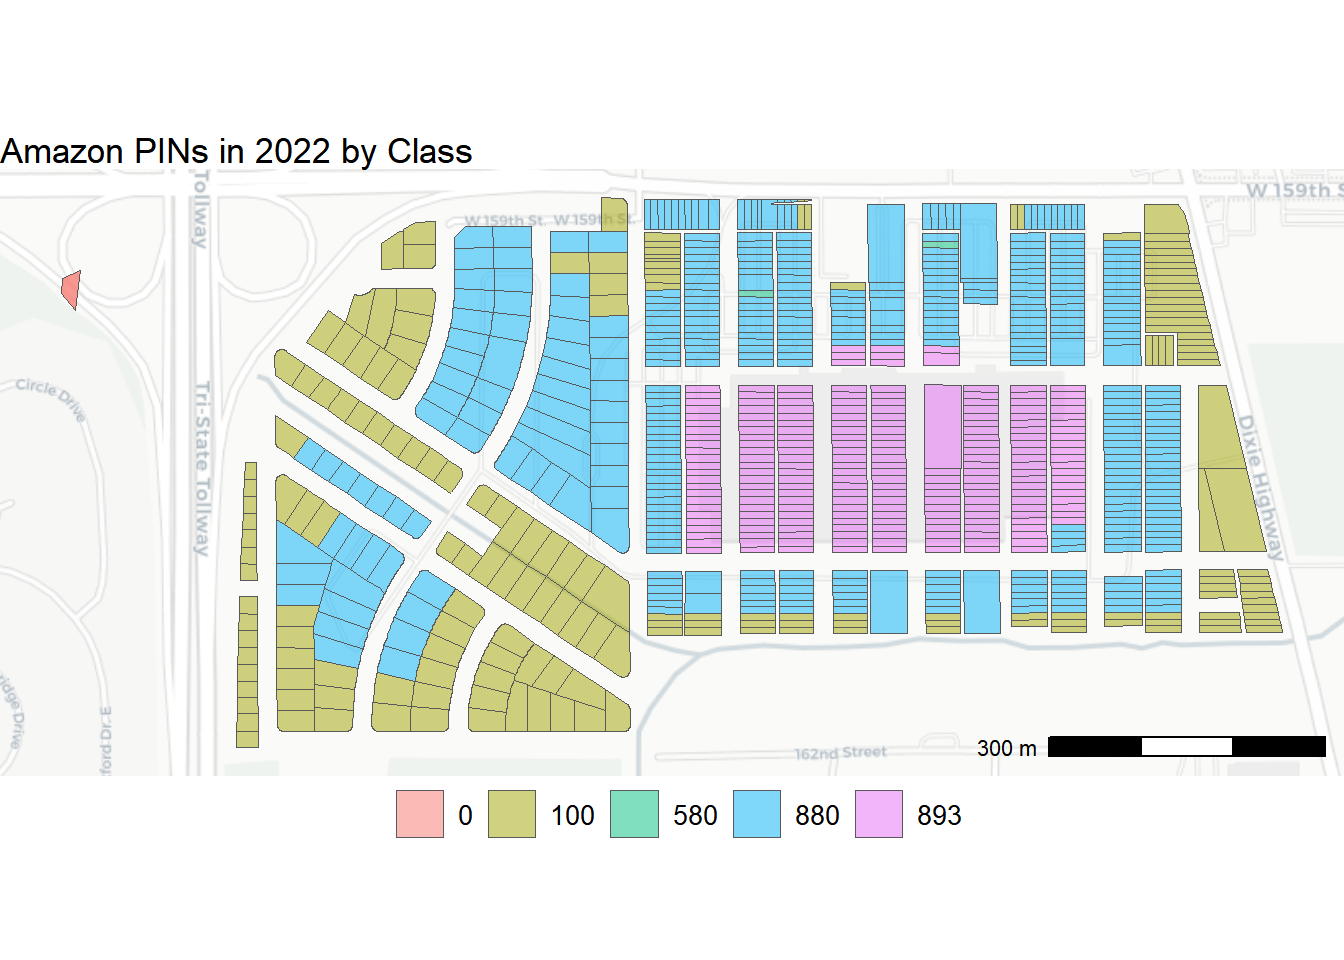 Amazon PINs in 2022 by Class
Tollway
W 159th St.
W 159th St.
W 159th S
Circle Drive
Tri-State Tollway
Dixie Highway
ridge Drive
ford Dr. E
162nd Street
300 m
0
100
580
880
893